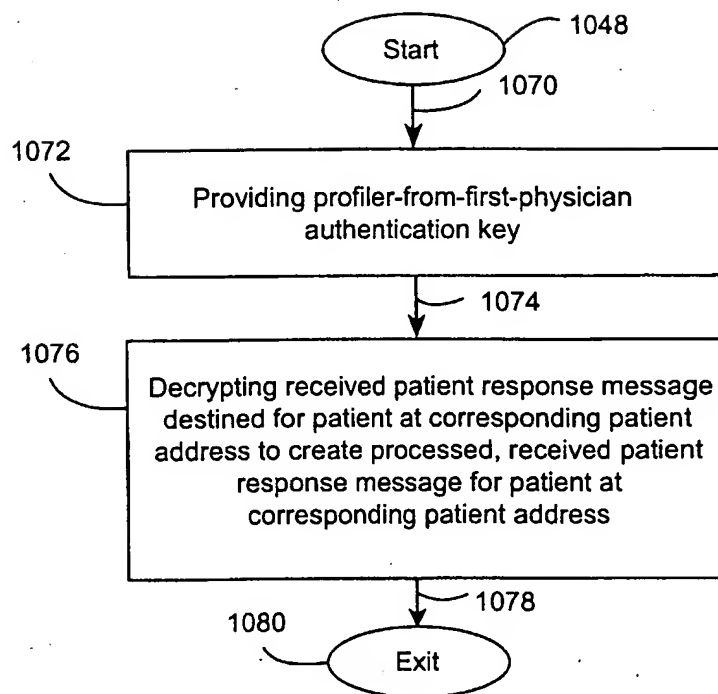 Start
1048
1070
1072
Providing profiler-from-first-physician
authentication key
1074
1076
Decrypting received patient response message
destined for patient at corresponding patient
address to create processed, received patient
response message for patient at
corresponding patient address
1078
1080
Exit